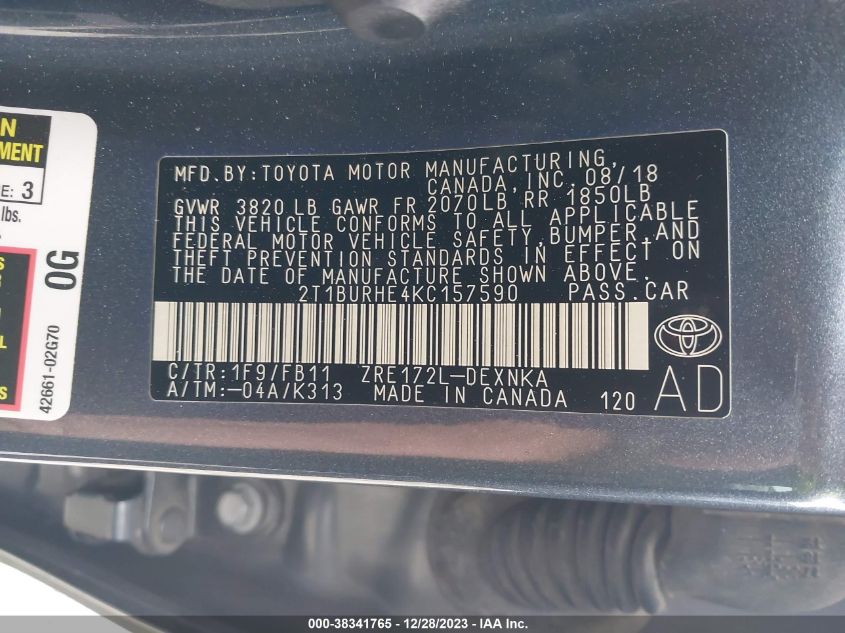 N
MENT
E: 3
lbs.
S
R
N
L
S
0G
42661-02G70
MFD.BY:TOYOTA MOTOR MANUFACTURING,
CANADA, INC. 08/18
GVWR 3820 LB GAWR FR 2070LB RR 1850LB
THIS VEHICLE CONFORMS TO ALL APPLICABLE
FEDERAL MOTOR VEHICLE SAFETY,BUMPER,AND
THEFT PREVENTION STANDARDS IN EFFECT ON
THE DATE OF MANUFACTURE SHOWN ABOVE.
2T1BURHE4KC157590 PASS.CAR
C/TR:1F9/FB11 ZRE172L-DEXNKA
A/TM:-04A/K313 MADE IN CANADA 120
AD
000-38341765 - 12/28/2023 - IAA Inc.